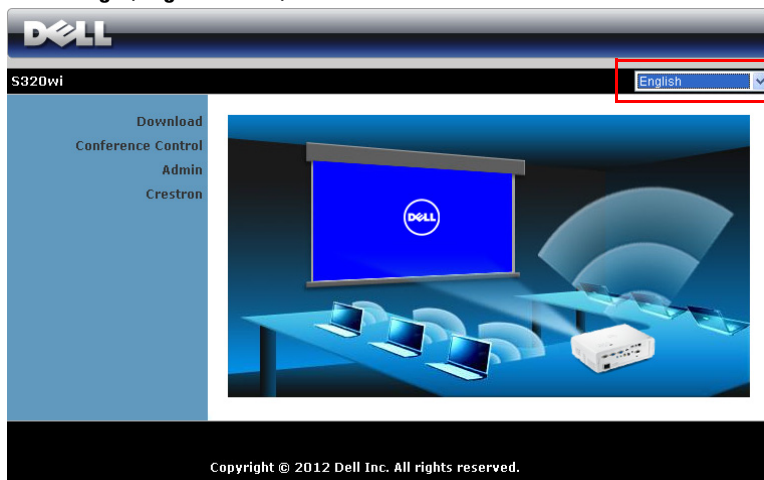 DELL
S320wi
English
Download
Conference Control
Admin
Crestron
DELL
Copyright © 2012 Dell Inc. All rights reserved.